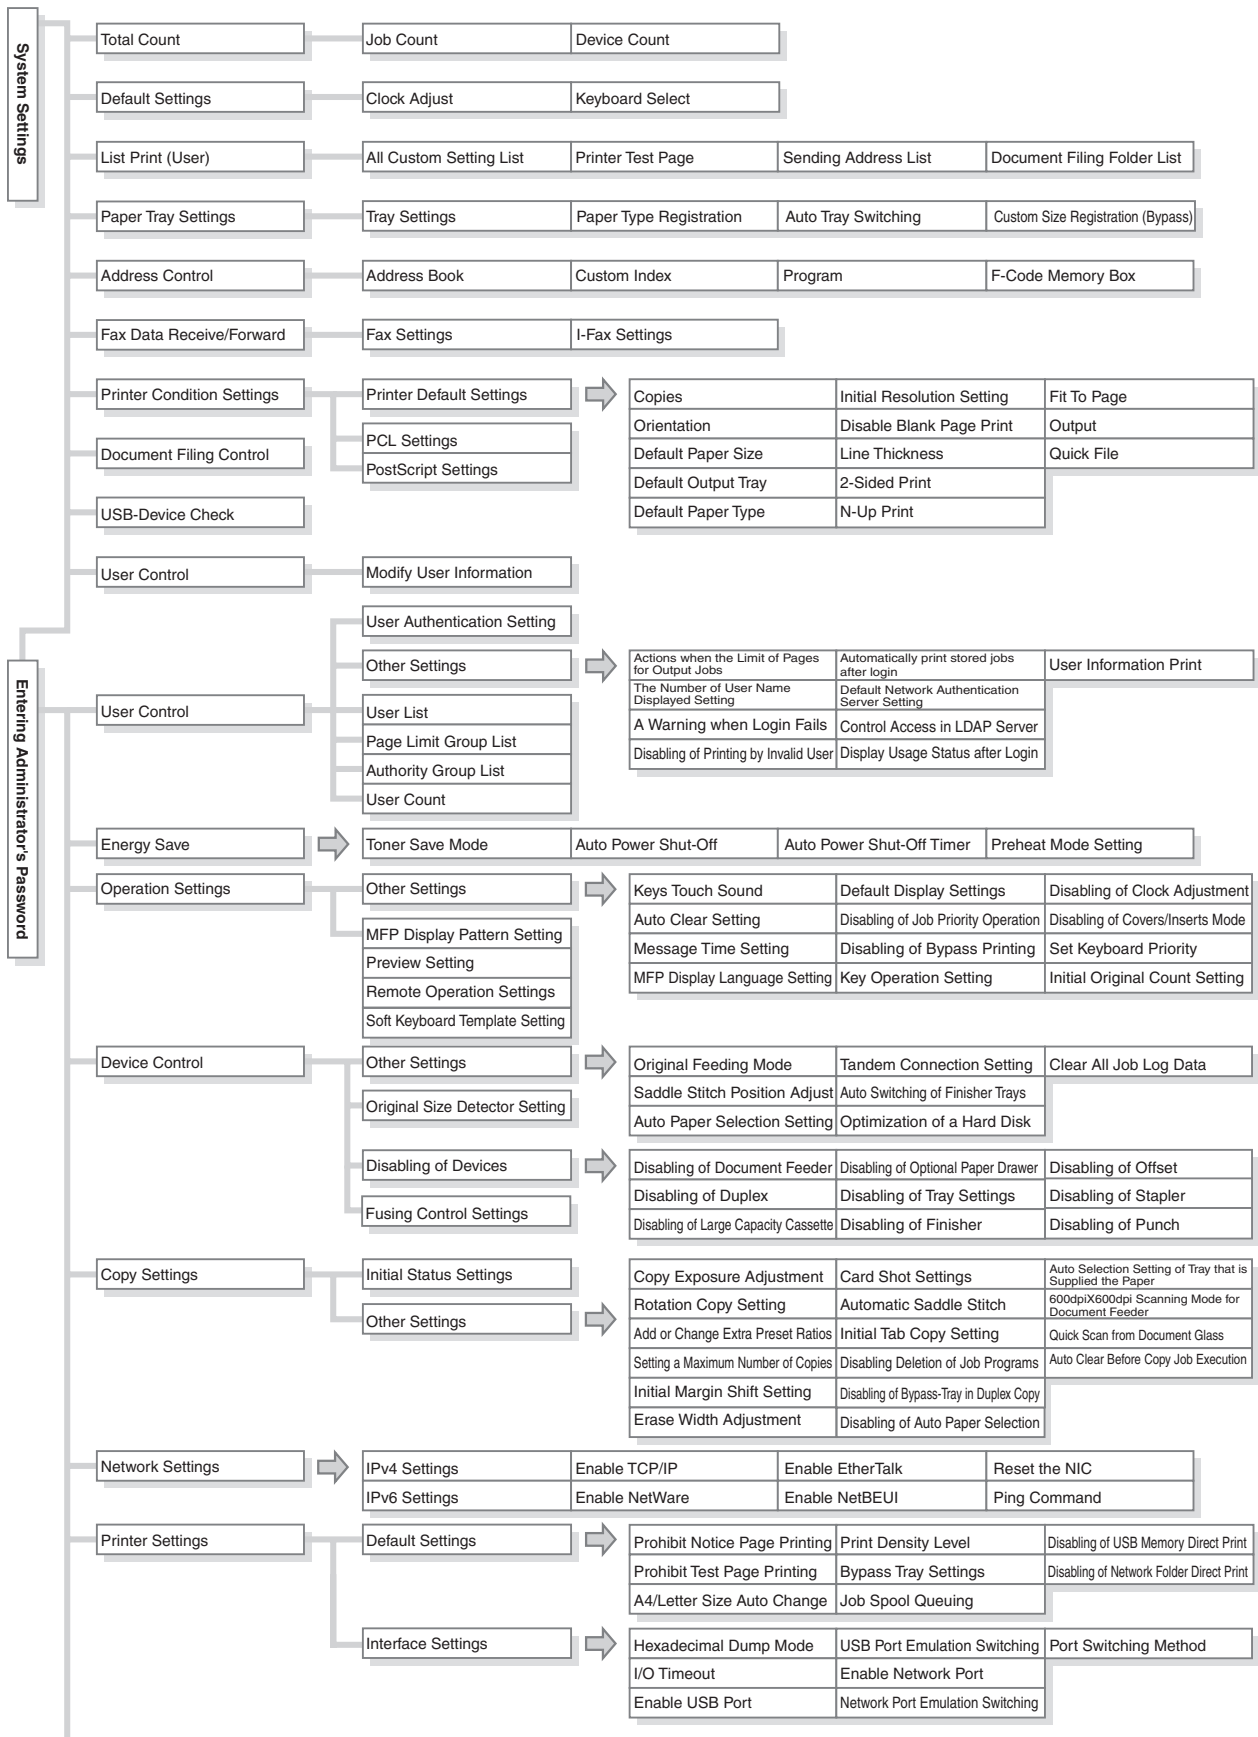 System Settings
Total Count
Job Count
Device Count
Default Settings
Clock Adjust
Keyboard Select
List Print (User)
All Custom Setting List
Printer Test Page
Sending Address List
Document Filing Folder List
Paper Tray Settings
Tray Settings
Paper Type Registration
Auto Tray Switching
Custom Size Registration (Bypass)
Address Control
Address Book
Custom Index
Program
F-Code Memory Box
Fax Data Receive/Forward
Fax Settings
I-Fax Settings
Printer Condition Settings
Printer Default Settings
Copies
Initial Resolution Setting
Fit To Page
Orientation
Disable Blank Page Print
Output
PCL Settings
Document Filing Control
Default Paper Size
Line Thickness
Quick File
PostScript Settings
Default Output Tray
2-Sided Print
USB-Device Check
Default Paper Type
N-Up Print
User Control
Modify User Information
Entering Administrator's Password
User Authentication Setting
Other Settings
Actions when the Limit of Pages
for Output Jobs
Automatically print stored jobs
after login
User Information Print
The Number of User Name
Displayed Setting
Default Network Authentication
Server Setting
User Control
User List
A Warning when Login Fails
Control Access in LDAP Server
Page Limit Group List
Disabling of Printing by Invalid User
Display Usage Status after Login
Authority Group List
User Count
Energy Save
Toner Save Mode
Auto Power Shut-Off
Auto Power Shut-Off Timer
Preheat Mode Setting
Operation Settings
Other Settings
Keys Touch Sound
Default Display Settings
Disabling of Clock Adjustment
Auto Clear Setting
Disabling of Job Priority Operation
Disabling of Covers/Inserts Mode
MFP Display Pattern Setting
Message Time Setting
Disabling of Bypass Printing
Set Keyboard Priority
Preview Setting
MFP Display Language Setting
Key Operation Setting
Initial Original Count Setting
Remote Operation Settings
Soft Keyboard Template Setting
Device Control
Other Settings
Original Feeding Mode
Tandem Connection Setting
Clear All Job Log Data
Saddle Stitch Position Adjust
Auto Switching of Finisher Trays
Original Size Detector Setting
Auto Paper Selection Setting
Optimization of a Hard Disk
Disabling of Devices
Disabling of Document Feeder
Disabling of Optional Paper Drawer
Disabling of Offset
Disabling of Duplex
Disabling of Tray Settings
Disabling of Stapler
Fusing Control Settings
Disabling of Large Capacity Cassette
Disabling of Finisher
Disabling of Punch
Copy Settings
Initial Status Settings
Copy Exposure Adjustment
Card Shot Settings
Auto Selection Setting of Tray that is
Supplied the Paper
Other Settings
Rotation Copy Setting
Automatic Saddle Stitch
600dpiX600dpi Scanning Mode for
Document Feeder
Add or Change Extra Preset Ratios
Initial Tab Copy Setting
Quick Scan from Document Glass
Setting a Maximum Number of Copies
Disabling Deletion of Job Programs
Auto Clear Before Copy Job Execution
Initial Margin Shift Setting
Disabling of Bypass-Tray in Duplex Copy
Erase Width Adjustment
Disabling of Auto Paper Selection
Network Settings
IPv4 Settings
Enable TCP/IP
Enable EtherTalk
Reset the NIC
IPv6 Settings
Enable NetWare
Enable NetBEUI
Ping Command
Printer Settings
Default Settings
Prohibit Notice Page Printing
Print Density Level
Disabling of USB Memory Direct Print
Prohibit Test Page Printing
Bypass Tray Settings
Disabling of Network Folder Direct Print
A4/Letter Size Auto Change
Job Spool Queuing
Interface Settings
Hexadecimal Dump Mode
USB Port Emulation Switching
Port Switching Method
I/O Timeout
Enable Network Port
Enable USB Port
Network Port Emulation Switching